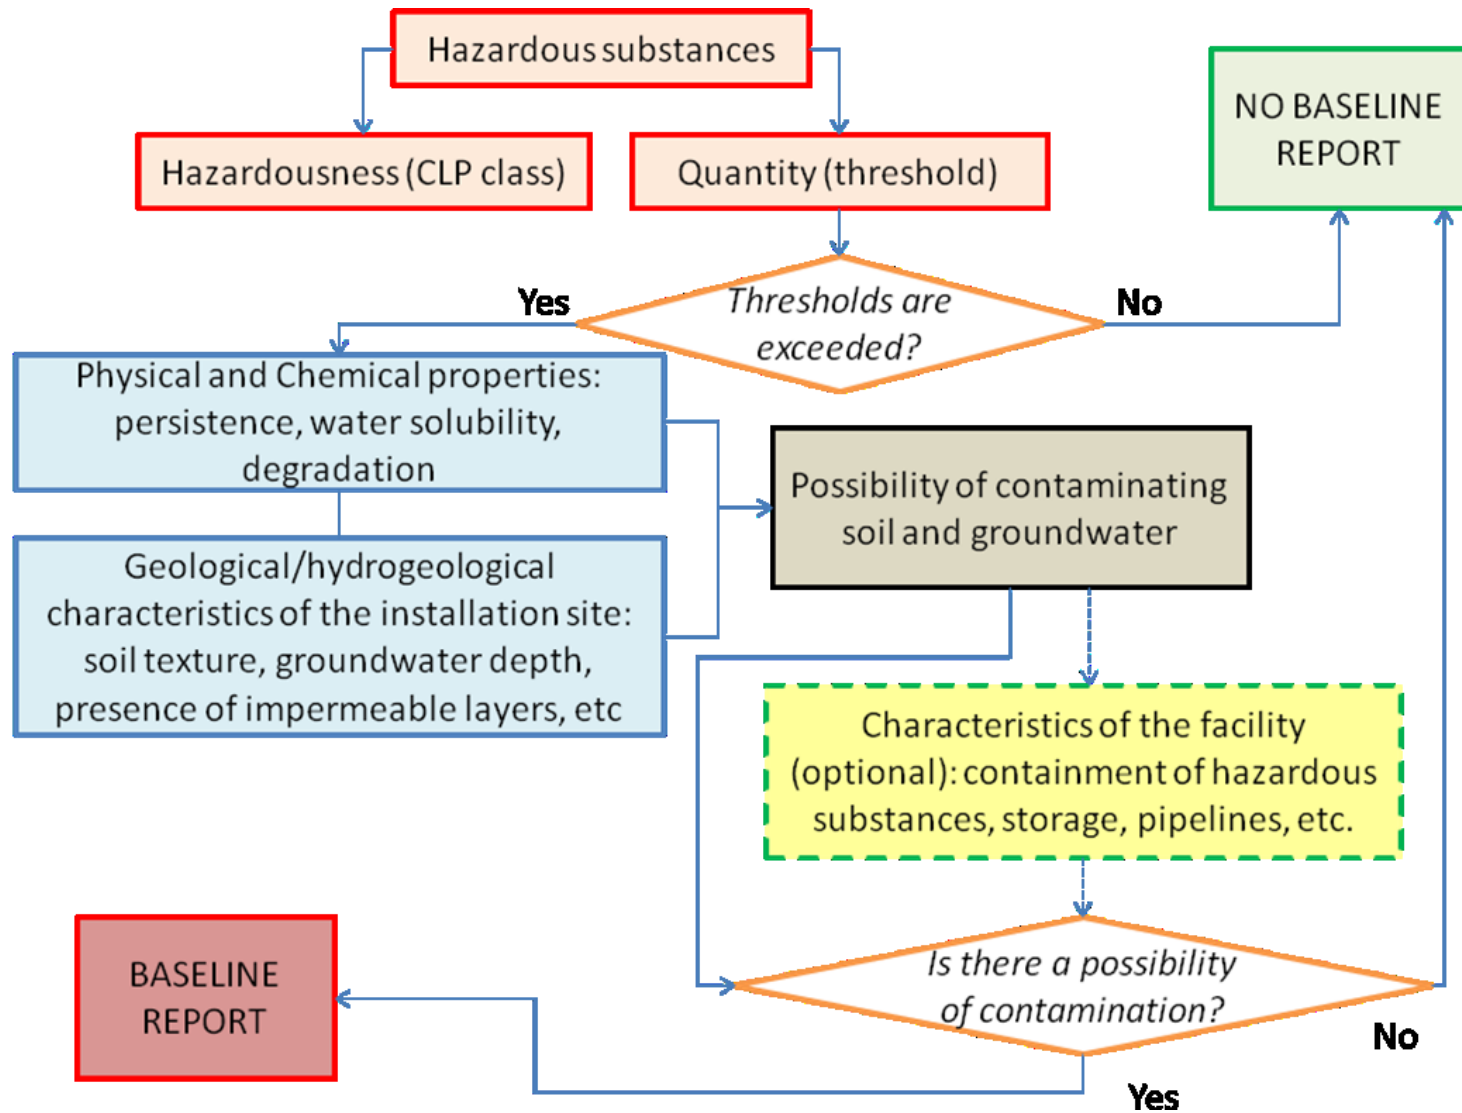 Hazardous substances
NO BASELINE
REPORT
Hazardousness (CLP class)
Quantity (threshold)
Yes
Thresholds are
exceeded?
No
Physical and Chemical properties:
persistence, water solubility,
degradation
Possibility of contaminating
soil and groundwater
Geological/hydrogeological
characteristics of the installation site:
soil texture, groundwater depth,
presence of impermeable layers, etc
Characteristics of the facility
(optional): containment of hazardous
substances, storage, pipelines, etc.
BASELINE
REPORT
Is there a possibility
of contamination?
No
Yes